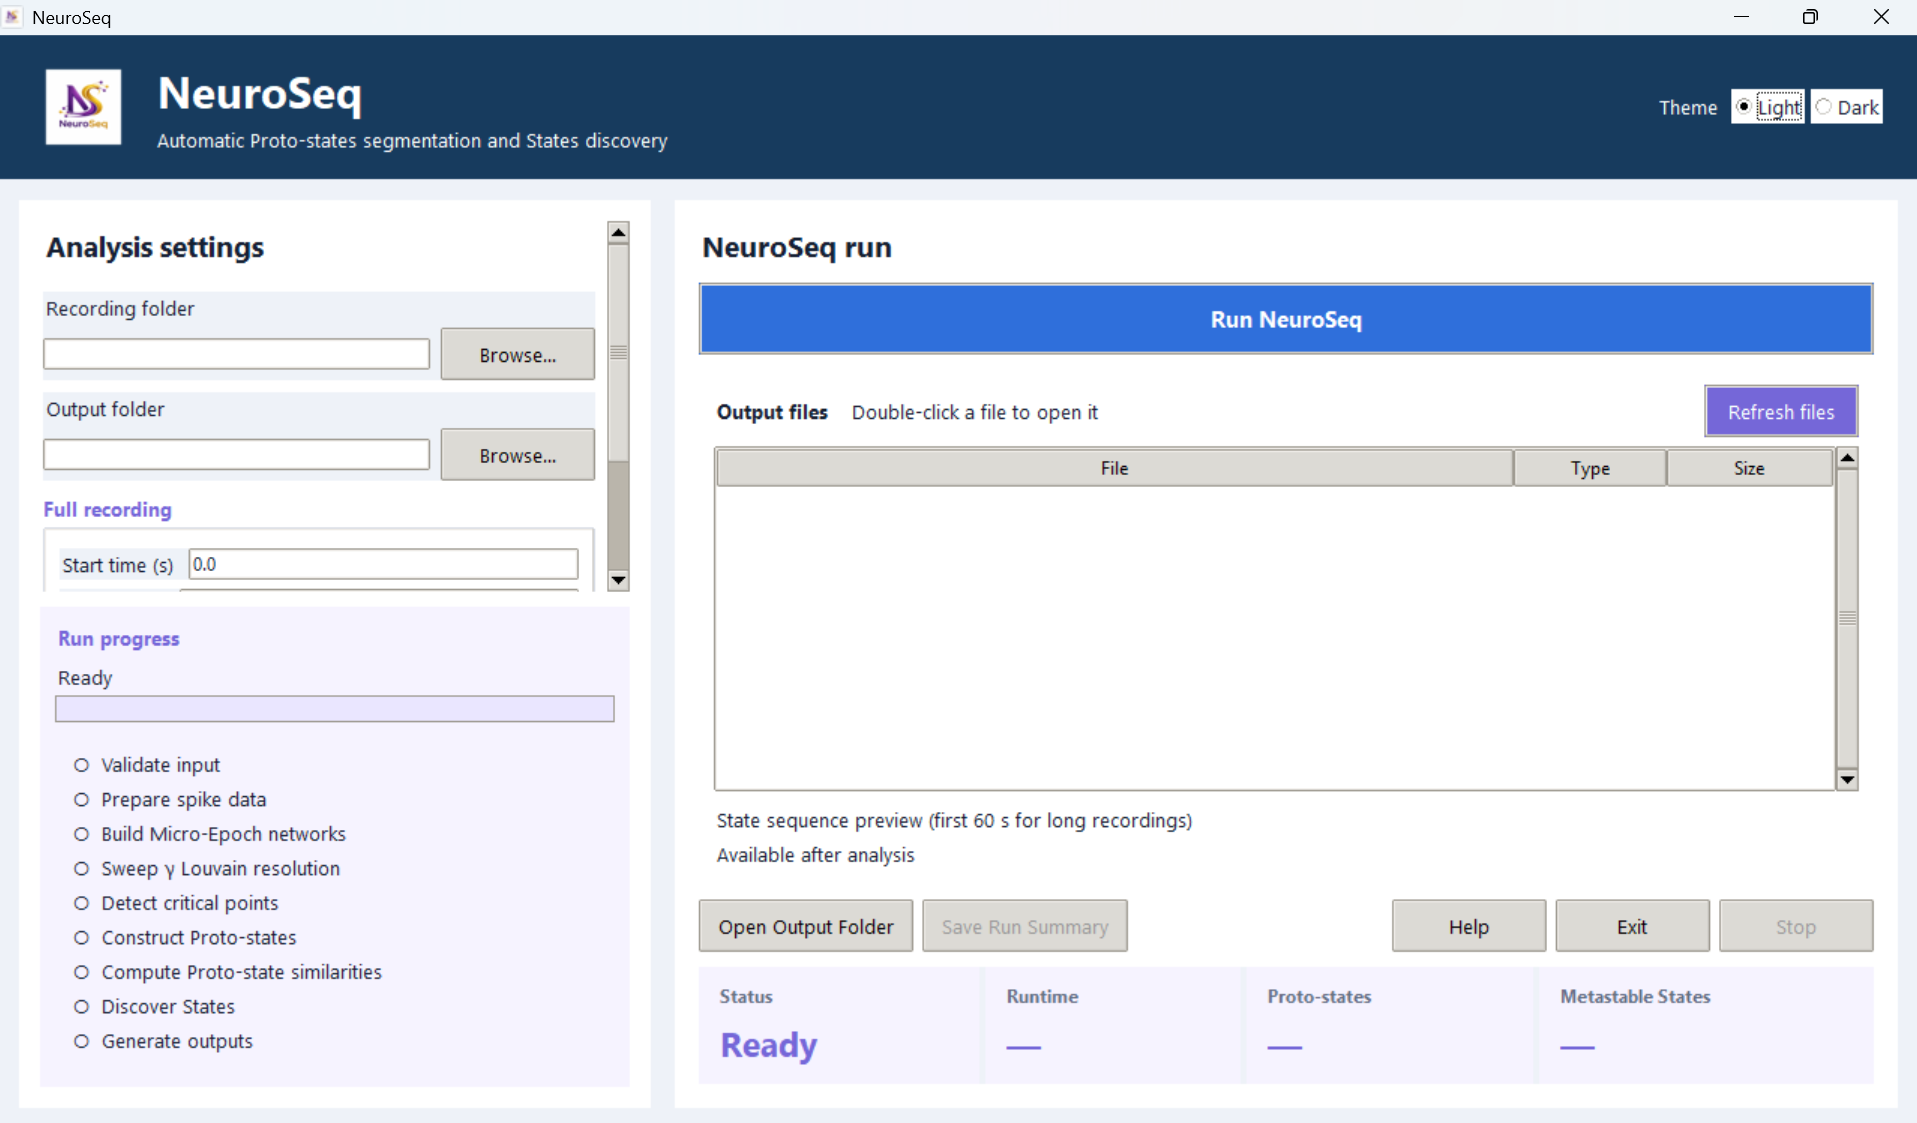 NeuroSeq
NeuroSeq
NeuroSeq
Automatic Proto-states segmentation and States discovery
Theme Light Dark
Analysis settings
Recording folder
Browse...
Output folder
Browse...
Full recording
Start time (s) 0.0
Run progress
Ready
Validate input
Prepare spike data
Build Micro-Epoch networks
Sweep γ Louvain resolution
Detect critical points
Construct Proto-states
Compute Proto-state similarities
Discover States
Generate outputs
NeuroSeq run
Run NeuroSeq
Output files Double-click a file to open it Refresh files
File Type Size
State sequence preview (first 60 s for long recordings)
Available after analysis
Open Output Folder Save Run Summary Help Exit Stop
Status Runtime Proto-states Metastable States
Ready — — —